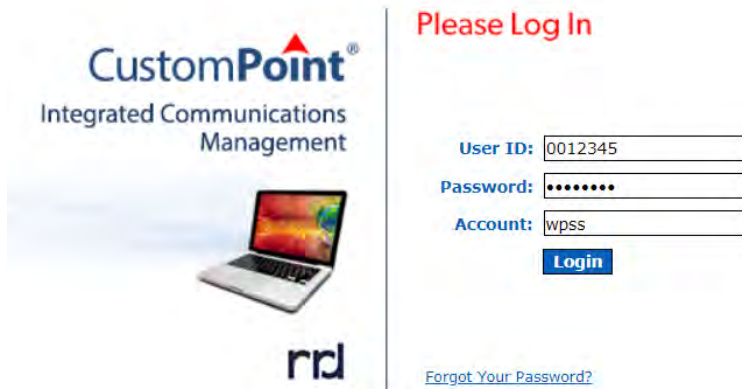 CustomPoint®
Integrated Communications
Management
rrd
Please Log In
User ID: 0012345
Password: ••••••••
Account: wpss
Login
Forgot Your Password?